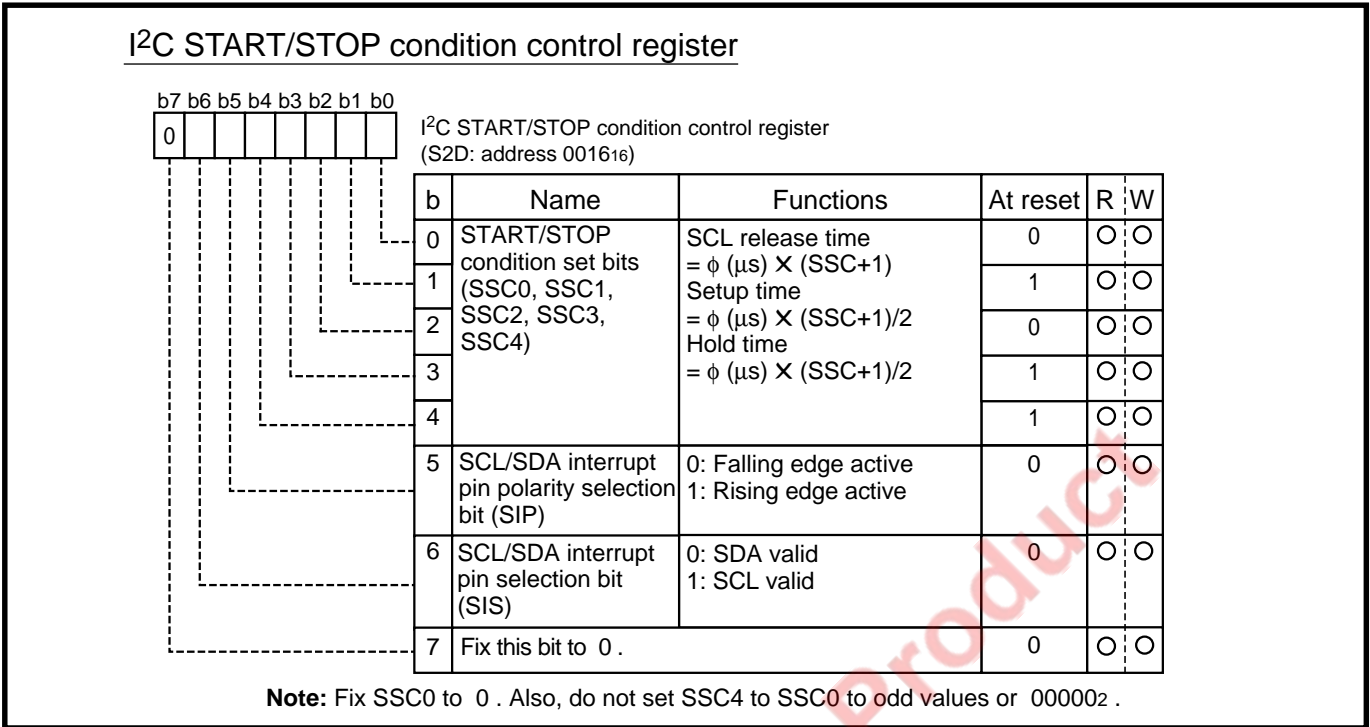 I2C START/STOP condition control register
b7 b6 b5 b4 b3 b2 b1 b0
0
I2C START/STOP condition control register
(S2D: address 001616)
b Name Functions At reset R W
0 START/STOP condition set bits (SSC0, SSC1, SSC2, SSC3, SSC4) SCL release time 0 O O
= ϕ (μs) X (SSC+1)
1 Setup time 1 O O
= ϕ (μs) X (SSC+1)/2
2 Hold time 0 O O
= ϕ (μs) X (SSC+1)/2
3 1 O O
4 1 O O
5 SCL/SDA interrupt 0: Falling edge active 0 O O
pin polarity selection 1: Rising edge active
bit (SIP)
6 SCL/SDA interrupt 0: SDA valid 0 O O
pin selection bit 1: SCL valid
(SIS)
7 Fix this bit to 0 . 0 O O
Note: Fix SSC0 to 0 . Also, do not set SSC4 to SSC0 to odd values or 000002 .
Product